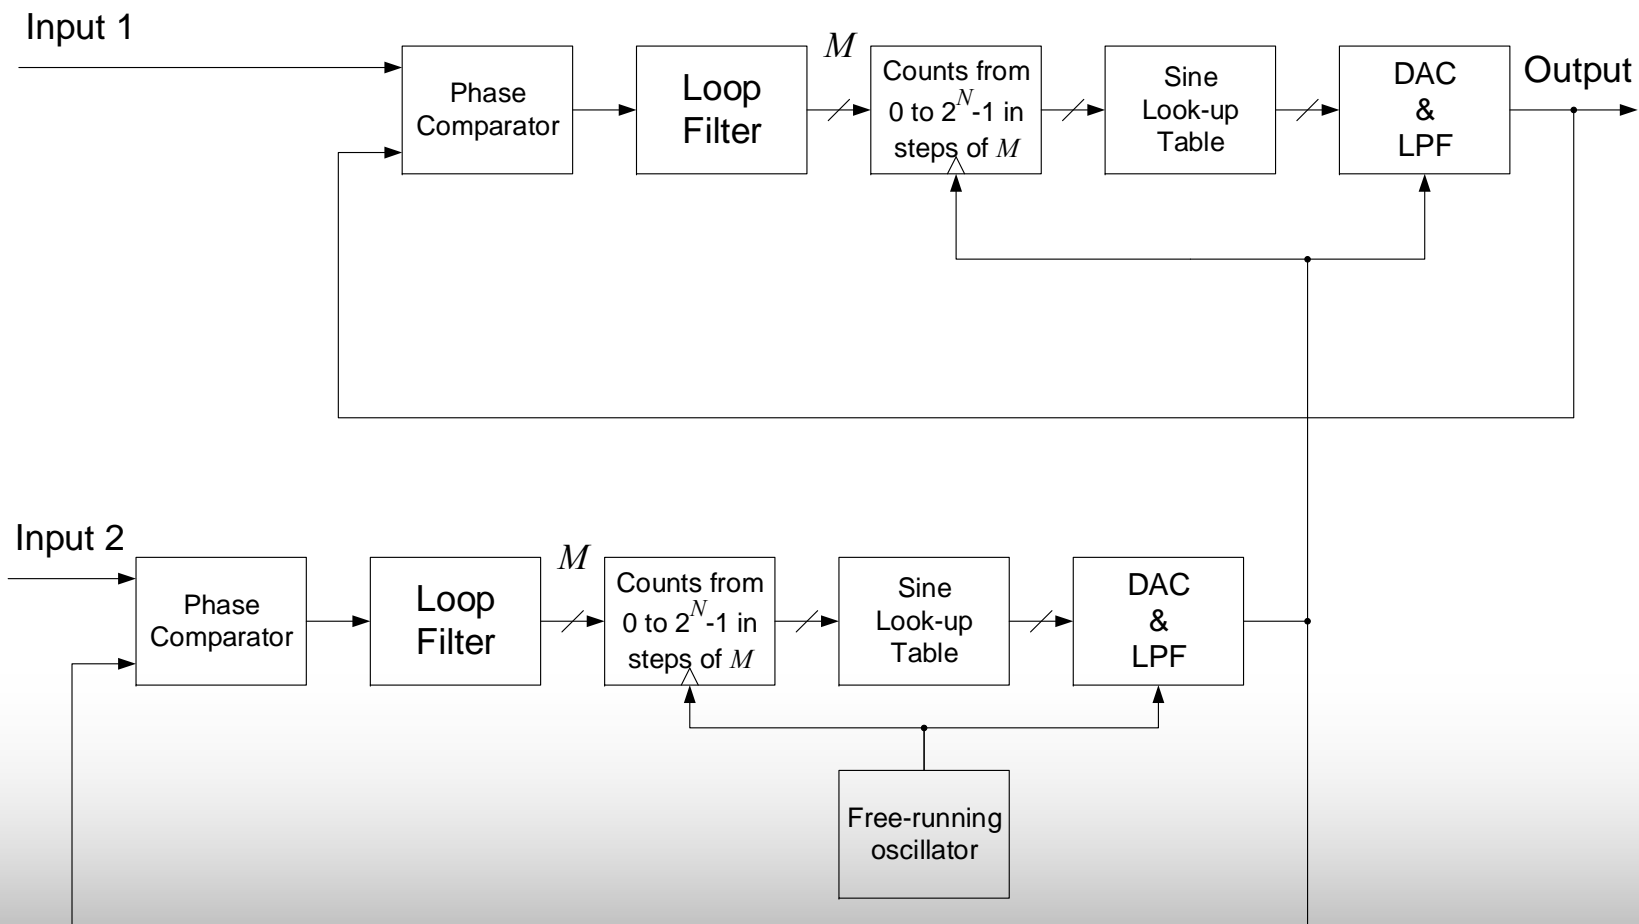 Input 1
Phase
Comparator
Loop
Filter
M
Counts from
0 to 2^N-1 in
steps of M
Sine
Look-up
Table
DAC
&
LPF
Output
Input 2
Phase
Comparator
Loop
Filter
M
Counts from
0 to 2^N-1 in
steps of M
Sine
Look-up
Table
DAC
&
LPF
Free-running
oscillator